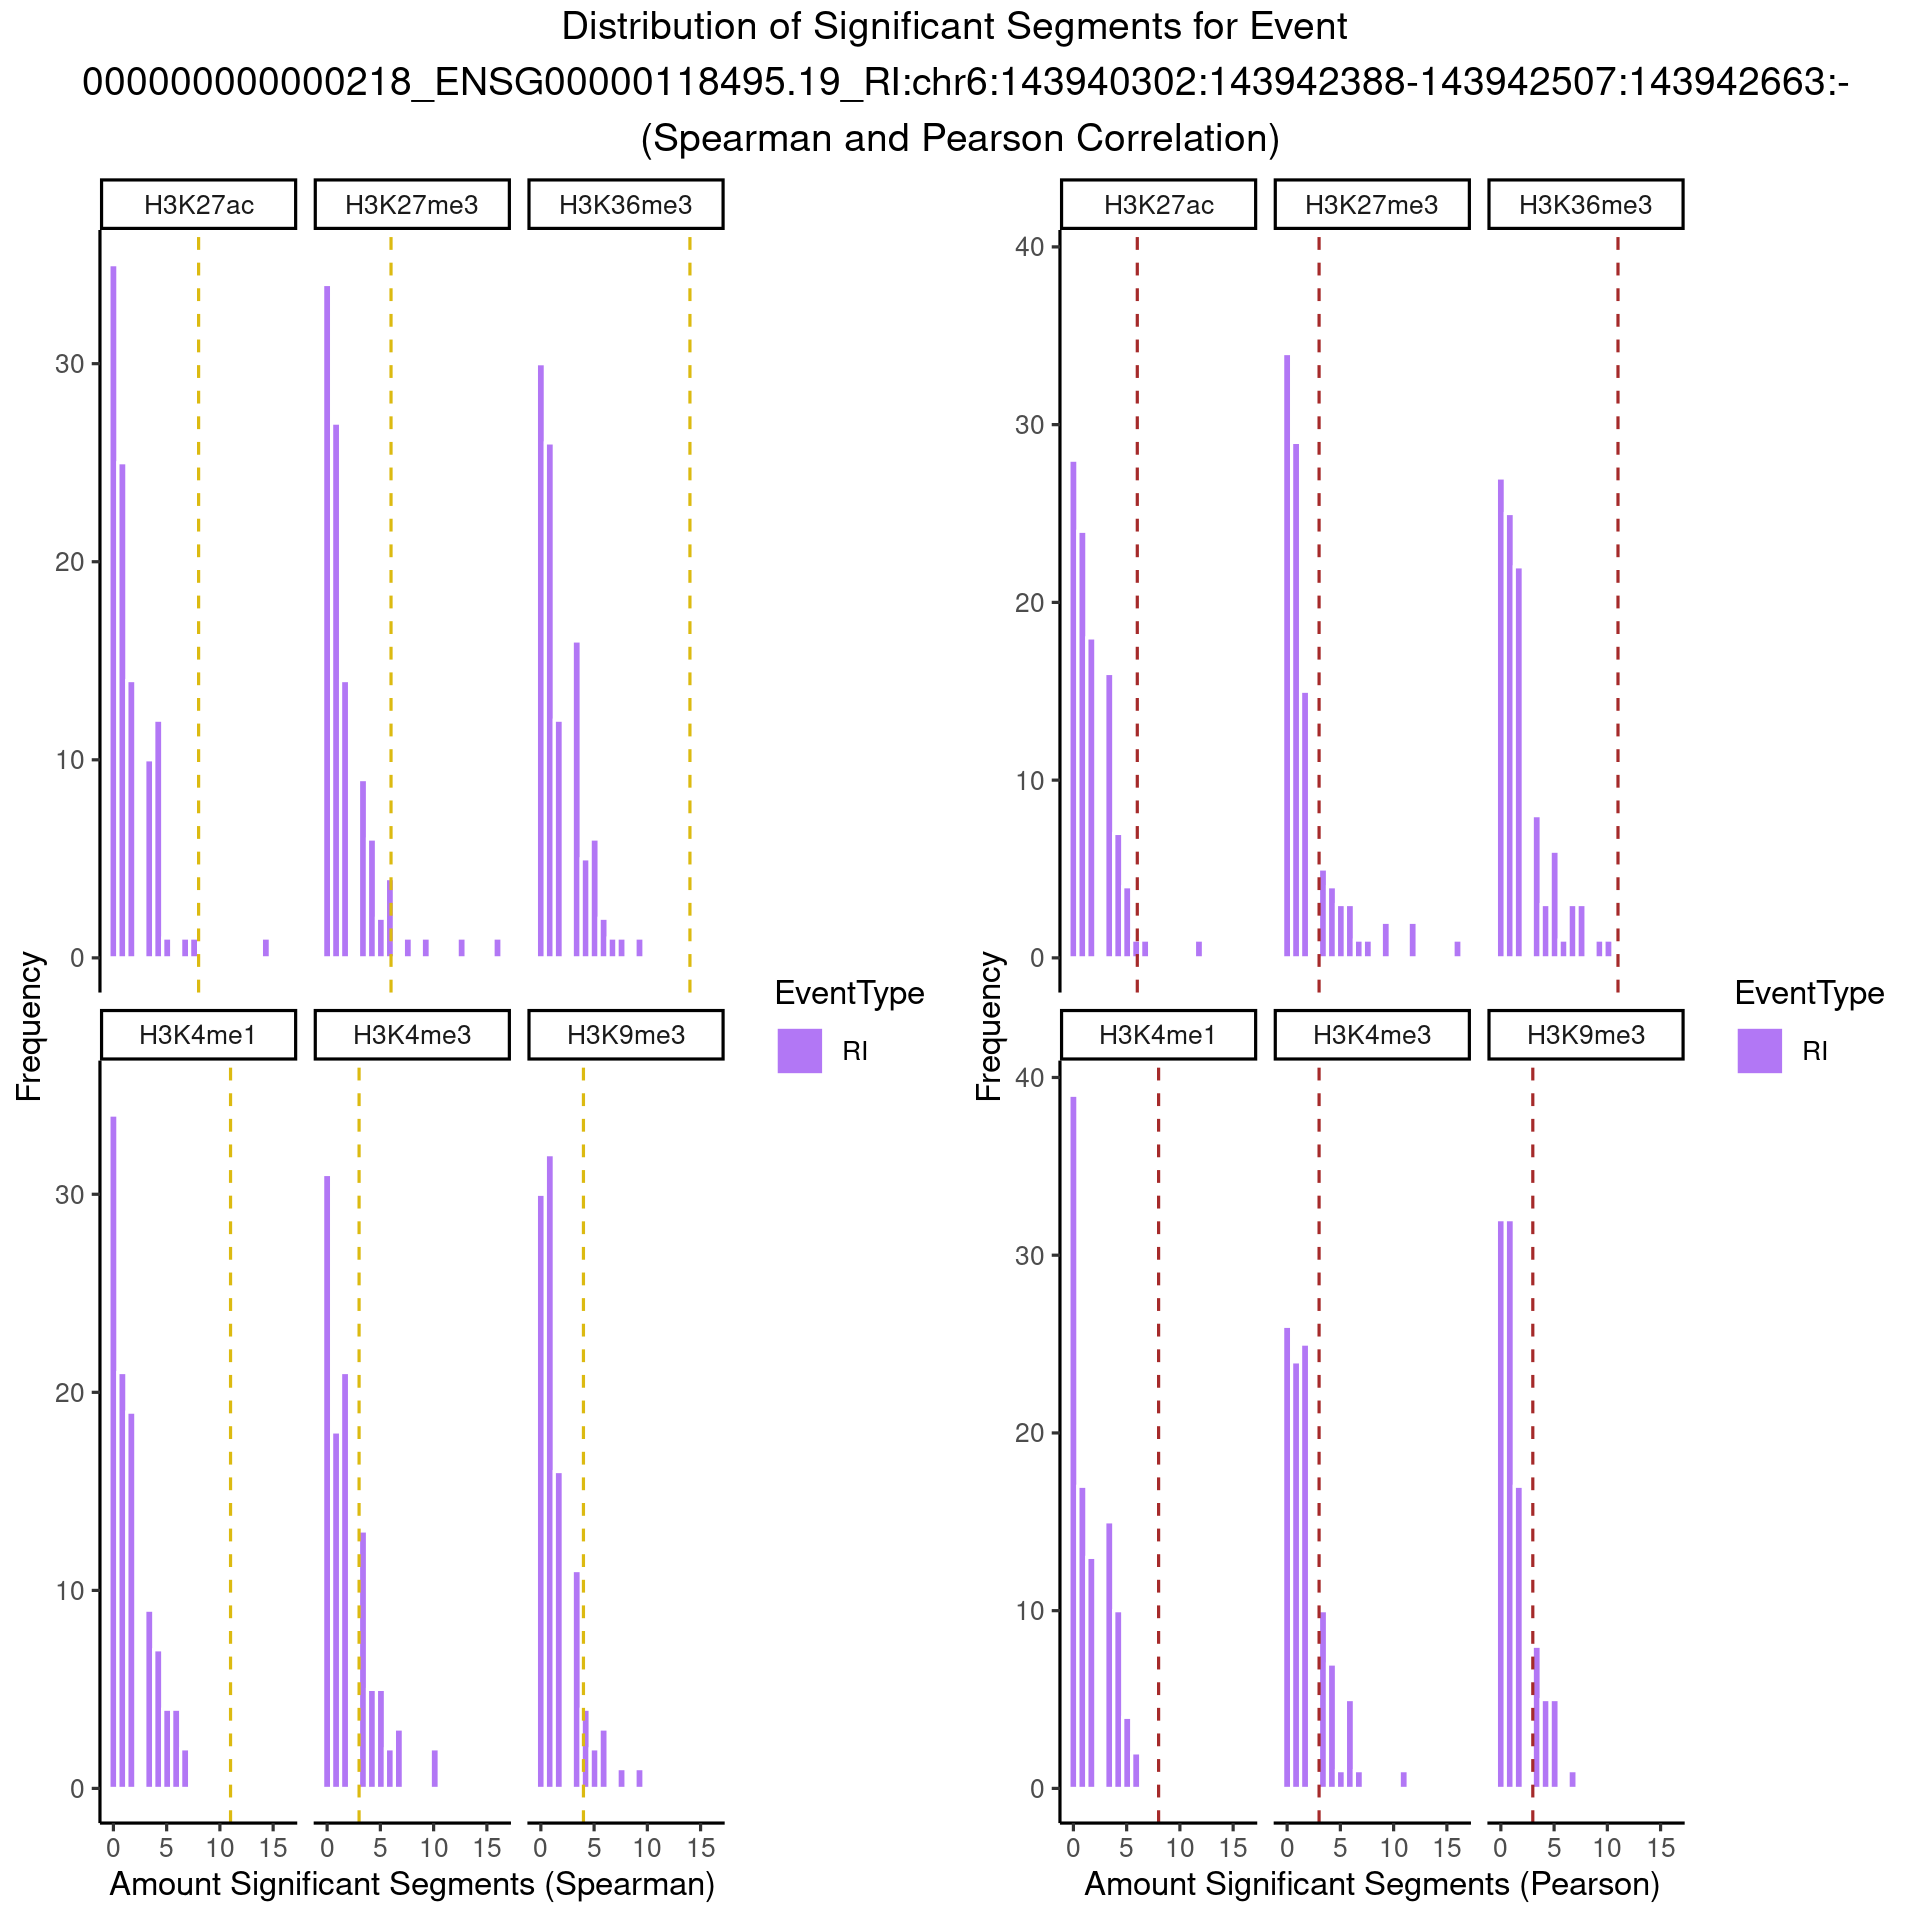 Distribution of Significant Segments for Event
000000000000218_ENSG00000118495.19_RI:chr6:143940302:143942388-143942507:143942663:-
(Spearman and Pearson Correlation)
H3K27ac H3K27me3 H3K36me3
30
20
10
0
H3K4me1 H3K4me3 H3K9me3
30
20
10
0
0 5 10 15 0 5 10 15 0 5 10 15
Frequency
Amount Significant Segments (Spearman)
EventType
RI
H3K27ac H3K27me3 H3K36me3
40
30
20
10
0
H3K4me1 H3K4me3 H3K9me3
40
30
20
10
0
0 5 10 15 0 5 10 15 0 5 10 15
Frequency
Amount Significant Segments (Pearson)
EventType
RI